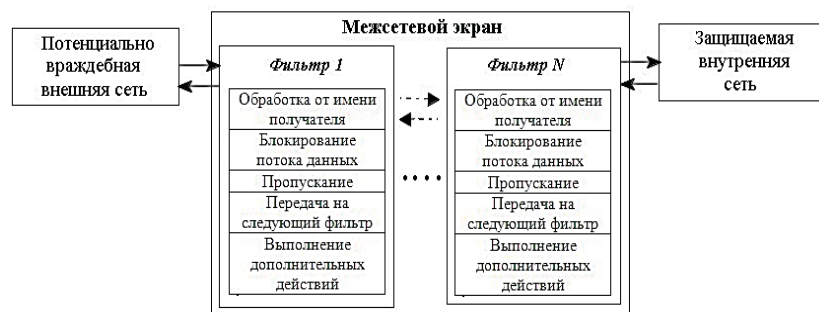 Межсетевой экран
Потенциально
враждебная
внешняя сеть
Фильтр 1
Обработка от имени
получателя
Блокирование
потока данных
Пропускание
Передача на
следующий фильтр
Выполнение
дополнительных
действий
Фильтр N
Обработка от имени
получателя
Блокирование
потока данных
Пропускание
Передача на
следующий фильтр
Выполнение
дополнительных
действий
Защищаемая
внутренняя
сеть